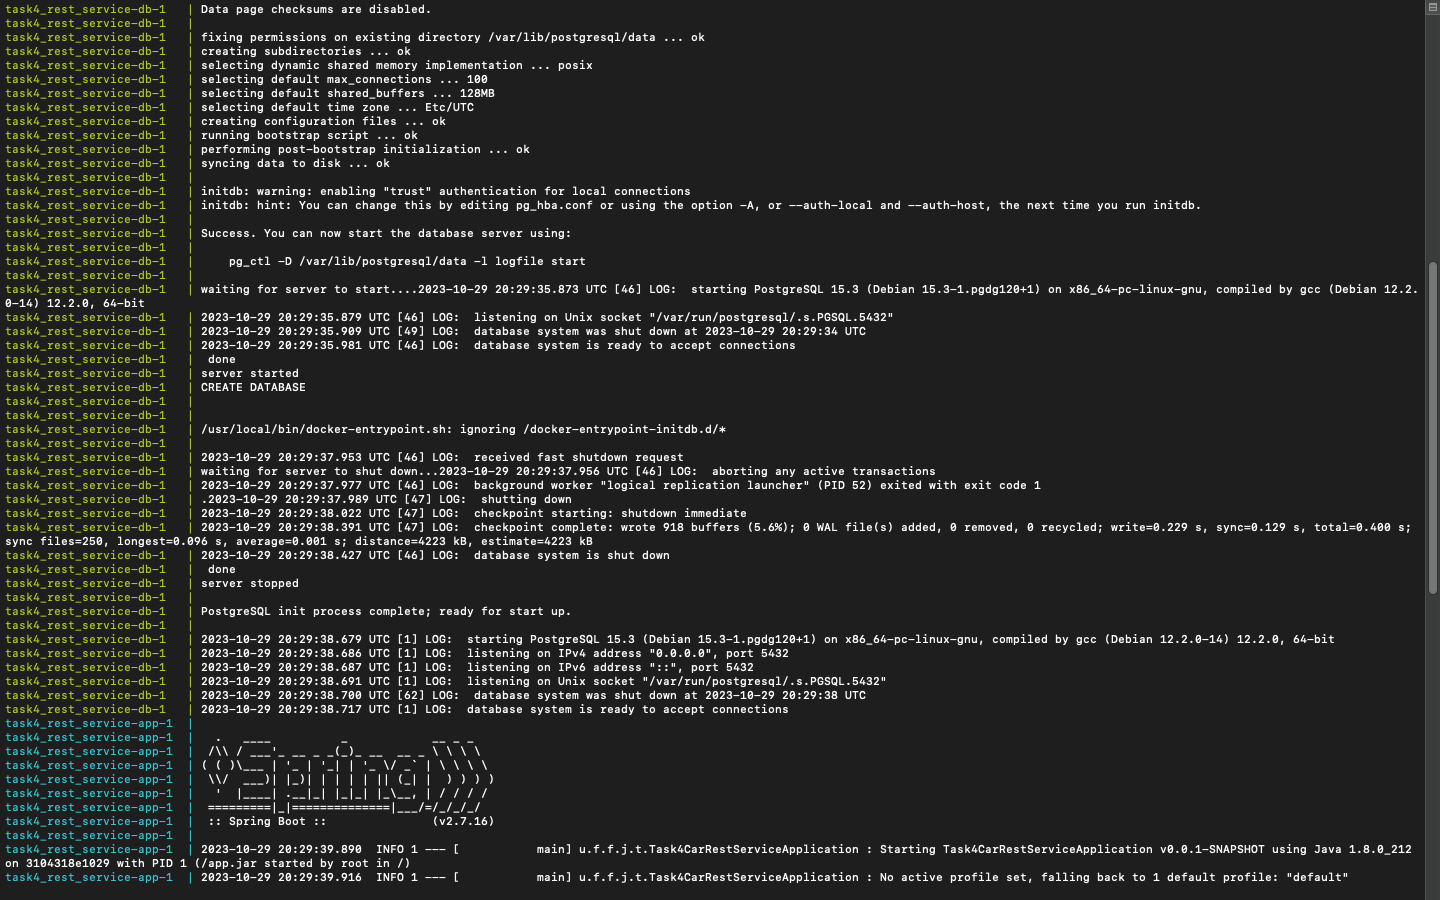 task4_rest_service-db-1   | Data page checksums are disabled.
task4_rest_service-db-1   |
task4_rest_service-db-1   | fixing permissions on existing directory /var/lib/postgresql/data ... ok
task4_rest_service-db-1   | creating subdirectories ... ok
task4_rest_service-db-1   | selecting dynamic shared memory implementation ... posix
task4_rest_service-db-1   | selecting default max_connections ... 100
task4_rest_service-db-1   | selecting default shared_buffers ... 128MB
task4_rest_service-db-1   | selecting default time zone ... Etc/UTC
task4_rest_service-db-1   | creating configuration files ... ok
task4_rest_service-db-1   | running bootstrap script ... ok
task4_rest_service-db-1   | performing post-bootstrap initialization ... ok
task4_rest_service-db-1   | syncing data to disk ... ok
task4_rest_service-db-1   |
task4_rest_service-db-1   | initdb: warning: enabling "trust" authentication for local connections
task4_rest_service-db-1   | initdb: hint: You can change this by editing pg_hba.conf or using the option -A, or --auth-local and --auth-host, the next time you run initdb.
task4_rest_service-db-1   |
task4_rest_service-db-1   | Success. You can now start the database server using:
task4_rest_service-db-1   |
task4_rest_service-db-1   |     pg_ctl -D /var/lib/postgresql/data -l logfile start
task4_rest_service-db-1   |
task4_rest_service-db-1   | waiting for server to start....2023-10-29 20:29:35.873 UTC [46] LOG:  starting PostgreSQL 15.3 (Debian 15.3-1.pgdg120+1) on x86_64-pc-linux-gnu, compiled by gcc (Debian 12.2.
0-14) 12.2.0, 64-bit
task4_rest_service-db-1   | 2023-10-29 20:29:35.879 UTC [46] LOG:  listening on Unix socket "/var/run/postgresql/.s.PGSQL.5432"
task4_rest_service-db-1   | 2023-10-29 20:29:35.909 UTC [49] LOG:  database system was shut down at 2023-10-29 20:29:34 UTC
task4_rest_service-db-1   | 2023-10-29 20:29:35.981 UTC [46] LOG:  database system is ready to accept connections
task4_rest_service-db-1   |  done
task4_rest_service-db-1   | server started
task4_rest_service-db-1   | CREATE DATABASE
task4_rest_service-db-1   |
task4_rest_service-db-1   |
task4_rest_service-db-1   | /usr/local/bin/docker-entrypoint.sh: ignoring /docker-entrypoint-initdb.d/*
task4_rest_service-db-1   |
task4_rest_service-db-1   | 2023-10-29 20:29:37.953 UTC [46] LOG:  received fast shutdown request
task4_rest_service-db-1   | waiting for server to shut down...2023-10-29 20:29:37.956 UTC [46] LOG:  aborting any active transactions
task4_rest_service-db-1   | 2023-10-29 20:29:37.977 UTC [46] LOG:  background worker "logical replication launcher" (PID 52) exited with exit code 1
task4_rest_service-db-1   | .2023-10-29 20:29:37.989 UTC [47] LOG:  shutting down
task4_rest_service-db-1   | 2023-10-29 20:29:38.022 UTC [47] LOG:  checkpoint starting: shutdown immediate
task4_rest_service-db-1   | 2023-10-29 20:29:38.391 UTC [47] LOG:  checkpoint complete: wrote 918 buffers (5.6%); 0 WAL file(s) added, 0 removed, 0 recycled; write=0.229 s, sync=0.129 s, total=0.400 s;
sync files=250, longest=0.096 s, average=0.001 s; distance=4223 kB, estimate=4223 kB
task4_rest_service-db-1   | 2023-10-29 20:29:38.427 UTC [46] LOG:  database system is shut down
task4_rest_service-db-1   |  done
task4_rest_service-db-1   | server stopped
task4_rest_service-db-1   |
task4_rest_service-db-1   | PostgreSQL init process complete; ready for start up.
task4_rest_service-db-1   |
task4_rest_service-db-1   | 2023-10-29 20:29:38.679 UTC [1] LOG:  starting PostgreSQL 15.3 (Debian 15.3-1.pgdg120+1) on x86_64-pc-linux-gnu, compiled by gcc (Debian 12.2.0-14) 12.2.0, 64-bit
task4_rest_service-db-1   | 2023-10-29 20:29:38.686 UTC [1] LOG:  listening on IPv4 address "0.0.0.0", port 5432
task4_rest_service-db-1   | 2023-10-29 20:29:38.687 UTC [1] LOG:  listening on IPv6 address "::", port 5432
task4_rest_service-db-1   | 2023-10-29 20:29:38.691 UTC [1] LOG:  listening on Unix socket "/var/run/postgresql/.s.PGSQL.5432"
task4_rest_service-db-1   | 2023-10-29 20:29:38.700 UTC [62] LOG:  database system was shut down at 2023-10-29 20:29:38 UTC
task4_rest_service-db-1   | 2023-10-29 20:29:38.717 UTC [1] LOG:  database system is ready to accept connections
task4_rest_service-app-1  |
task4_rest_service-app-1  |   .   ____          _            __ _ _
task4_rest_service-app-1  |  /\\ / ___'_ __ _ _(_)_ __  __ _ \ \ \ \
task4_rest_service-app-1  | ( ( )\___ | '_ | '_| | '_ \/ _` | \ \ \ \
task4_rest_service-app-1  |  \\/  ___)| |_)| | | | | || (_| |  ) ) ) )
task4_rest_service-app-1  |   '  |____| .__|_| |_|_| |_\__, | / / / /
task4_rest_service-app-1  |  =========|_|==============|___/=/_/_/_/
task4_rest_service-app-1  |  :: Spring Boot ::               (v2.7.16)
task4_rest_service-app-1  |
task4_rest_service-app-1  | 2023-10-29 20:29:39.890  INFO 1 --- [           main] u.f.f.j.t.Task4CarRestServiceApplication : Starting Task4CarRestServiceApplication v0.0.1-SNAPSHOT using Java 1.8.0_212
on 3104318e1029 with PID 1 (/app.jar started by root in /)
task4_rest_service-app-1  | 2023-10-29 20:29:39.916  INFO 1 --- [           main] u.f.f.j.t.Task4CarRestServiceApplication : No active profile set, falling back to 1 default profile: "default"